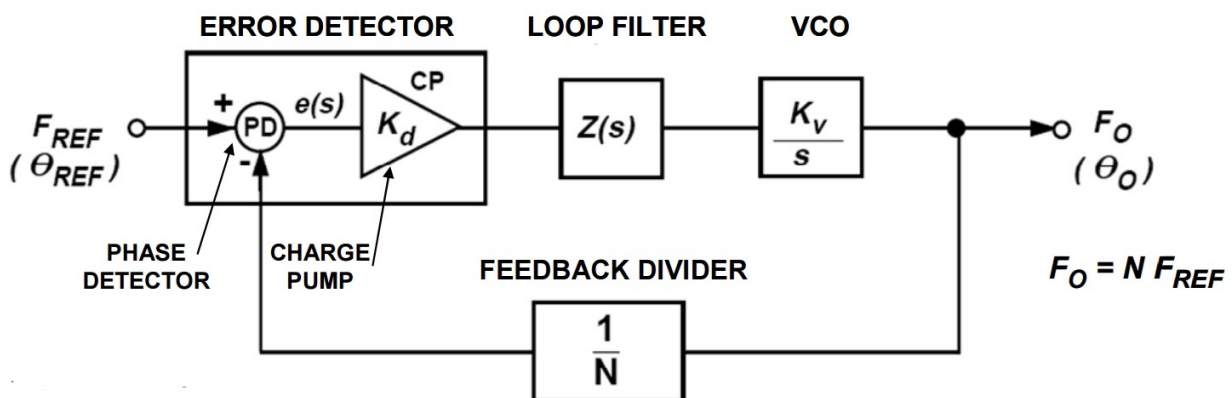 ERROR DETECTOR
LOOP FILTER
VCO
CP
+
e(s)
PD
K_d
-
F_REF
(Θ_REF)
Z(s)
K_v
s
F_O
(Θ_O)
PHASE
DETECTOR
CHARGE
PUMP
FEEDBACK DIVIDER
F_O = N F_REF
1
N